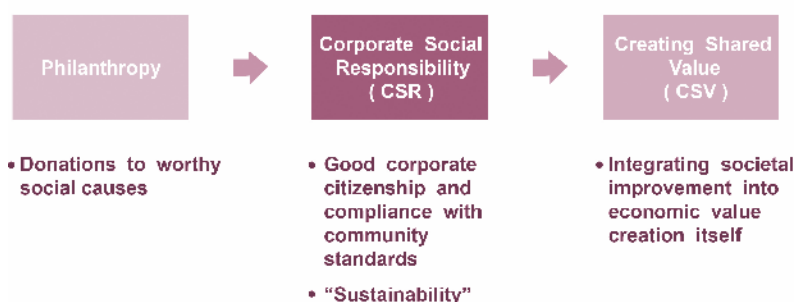 Philanthropy
Corporate Social
Responsibility
( CSR )
Creating Shared
Value
( CSV )
• Donations to worthy
social causes
• Good corporate
citizenship and
compliance with
community
standards
• “Sustainability”
• Integrating societal
improvement into
economic value
creation itself